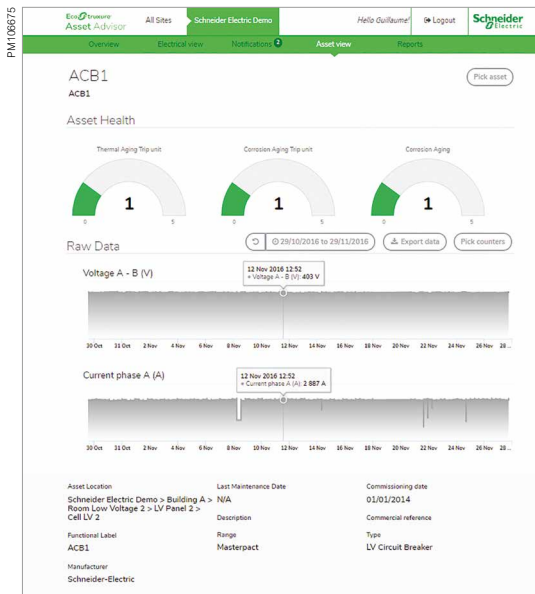 PM106675
EcoStruxure
Asset Advisor
All Sites
Schneider Electric Demo
Hello Guillaume!
Logout
Schneider
Electric
Overview
Electrical view
Notifications 2
Asset view
Reports
ACB1
Pick asset
ACB1
Asset Health
Thermal Aging Trip unit
Corrosion Aging Trip unit
Corrosion Aging
1
1
1
0 5
0 5
0 5
Raw Data
29/10/2016 to 29/11/2016
Export data
Pick counters
Voltage A - B (V)
12 Nov 2016 12:52
Voltage A - B (V): 403 V
30 Oct 31 Oct 2 Nov 4 Nov 6 Nov 8 Nov 10 Nov 12 Nov 14 Nov 16 Nov 18 Nov 20 Nov 22 Nov 24 Nov 26 Nov 28 ..
Current phase A (A)
12 Nov 2016 12:52
Current phase A (A): 2 887 A
30 Oct 31 Oct 2 Nov 4 Nov 6 Nov 8 Nov 10 Nov 12 Nov 14 Nov 16 Nov 18 Nov 20 Nov 22 Nov 24 Nov 26 Nov 28 ..
Asset Location
Schneider Electric Demo > Building A >
Room Low Voltage 2 > LV Panel 2 >
Cell LV 2
Functional Label
ACB1
Manufacturer
Schneider-Electric
Last Maintenance Date
N/A
Description
Range
Masterpact
Commissioning date
01/01/2014
Commercial reference
Type
LV Circuit Breaker